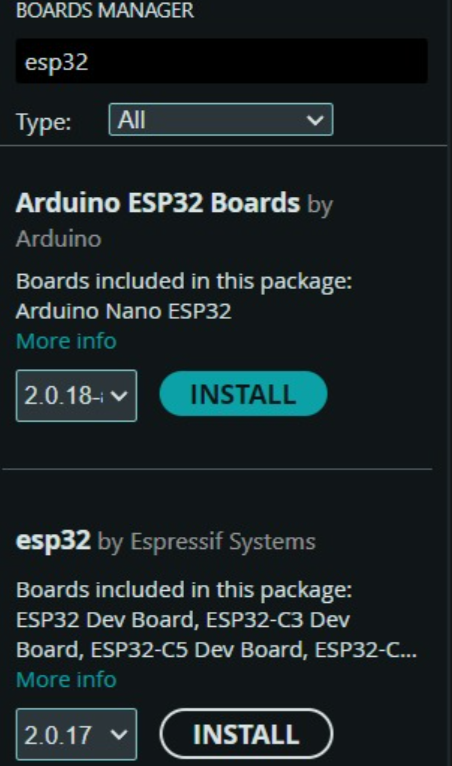 BOARDS MANAGER
esp32
Type: All
Arduino ESP32 Boards by
Arduino
Boards included in this package:
Arduino Nano ESP32
More info
2.0.18- INSTALL
esp32 by Espressif Systems
Boards included in this package:
ESP32 Dev Board, ESP32-C3 Dev
Board, ESP32-C5 Dev Board, ESP32-C...
More info
2.0.17 INSTALL